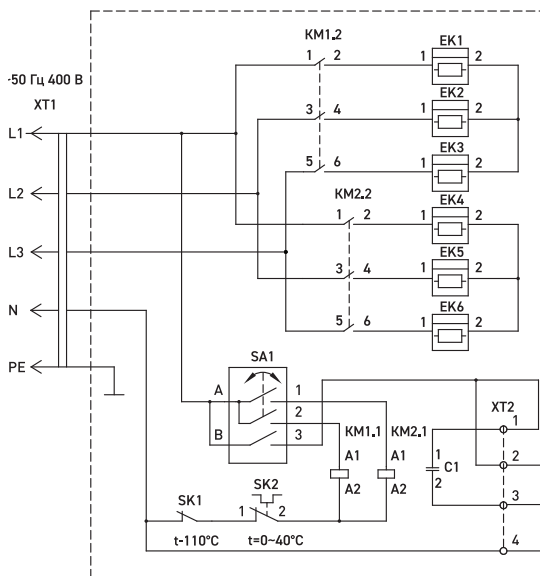 KM1.2
1 2
1 EK1 2
~50 Гц 400 В
XT1
3 4
1 EK2 2
L1
5 6
1 EK3 2
L2
KM2.2
1 2
1 EK4 2
L3
3 4
1 EK5 2
N
5 6
1 EK6 2
PE
SA1
A 1
2
B 3
KM1.1 KM2.1
A1 A1
A2 A2
XT2
1
1 C1
2
2
3
4
SK1
SK2
1 2
t-110°C
t=0~40°C